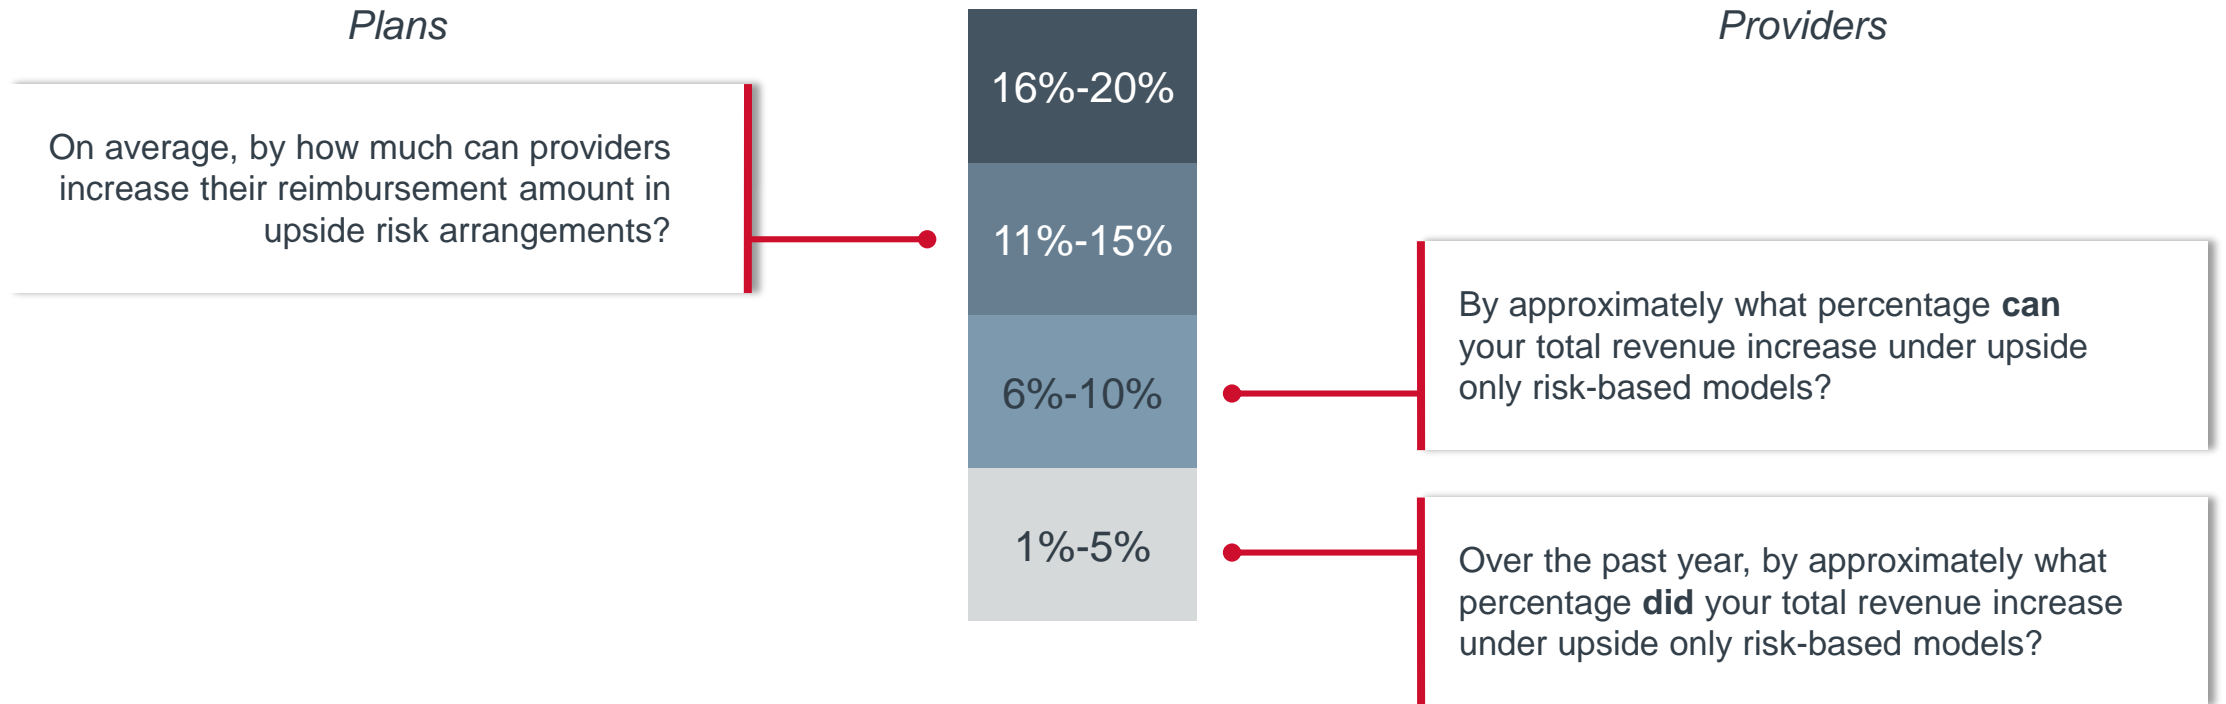 Plans
Providers
On average, by how much can providers
increase their reimbursement amount in
upside risk arrangements?
16%-20%
11%-15%
6%-10%
1%-5%
By approximately what percentage can
your total revenue increase under upside
only risk-based models?
Over the past year, by approximately what
percentage did your total revenue increase
under upside only risk-based models?